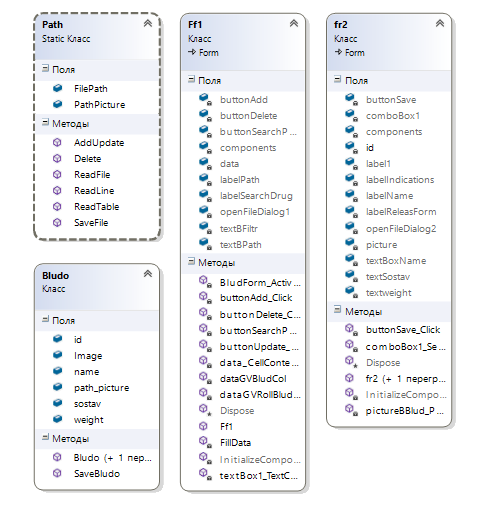 Path
Static Класс
Поля
FilePath
PathPicture
Методы
AddUpdate
Delete
ReadFile
ReadLine
ReadTable
SaveFile
Bludo
Класс
Поля
id
Image
name
path_picture
sostav
weight
Методы
Bludo (+ 1 пер...
SaveBludo
Ff1
Класс
Form
Поля
buttonAdd
buttonDelete
buttonSearchP...
components
data
labelPath
labelSearchDrug
openFileDialog1
textBFiltr
textBPath
Методы
BludForm_Activ...
buttonAdd_Click
buttonDelete_C...
buttonSearchP...
buttonUpdate_...
data_CellConte...
dataGVBludCol
dataGVRollBlud...
Dispose
Ff1
FillData
InitializeCompo...
textBox1_TextC...
fr2
Класс
Form
Поля
buttonSave
comboBox1
components
id
label1
labelIndications
labelName
labelReleasForm
openFileDialog2
picture
textBoxName
textSostav
textweight
Методы
buttonSave_Click
comboBox1_Se...
Dispose
fr2 (+ 1 перегр...
InitializeCompo...
pictureBBlud_P...